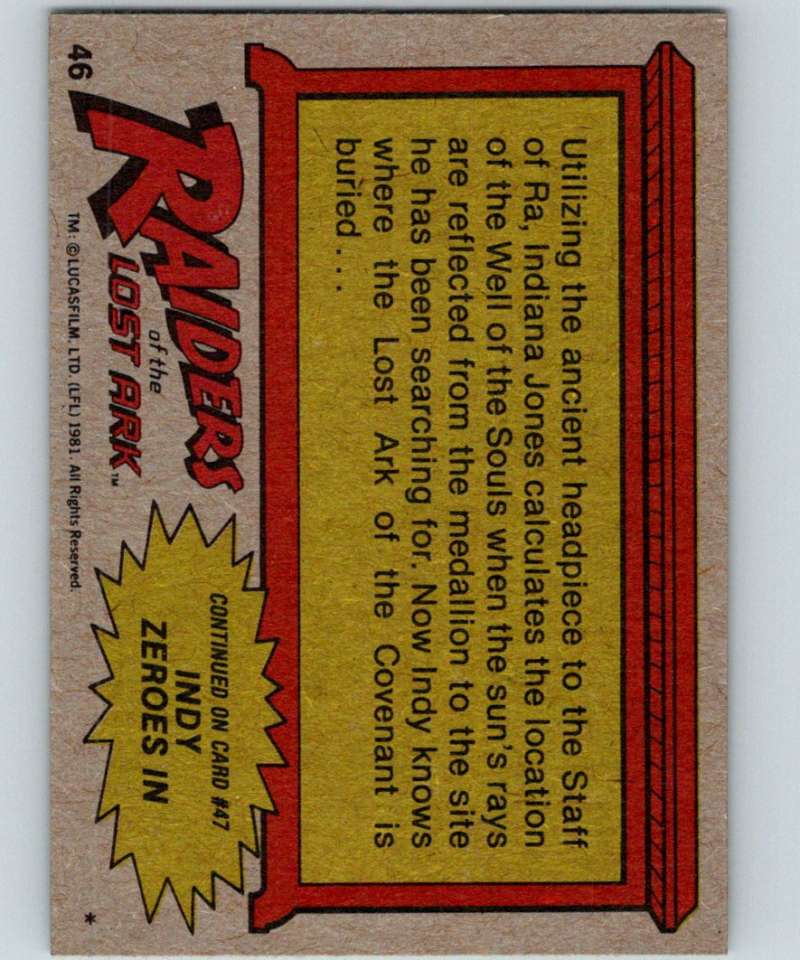 Utilizing the ancient headpiece to the Staff
of Ra, Indiana Jones calculates the location
of the Well of the Souls when the sun's rays
are reflected from the medallion to the site
he has been searching for. Now Indy knows
where the Lost Ark of the Covenant is
buried...
CONTINUED ON CARD #47
INDY
ZEROES IN
RAIDERS
of the
LOST ARK™
TM: © LUCASFILM, LTD. (LFL) 1981. All Rights Reserved.
46
*